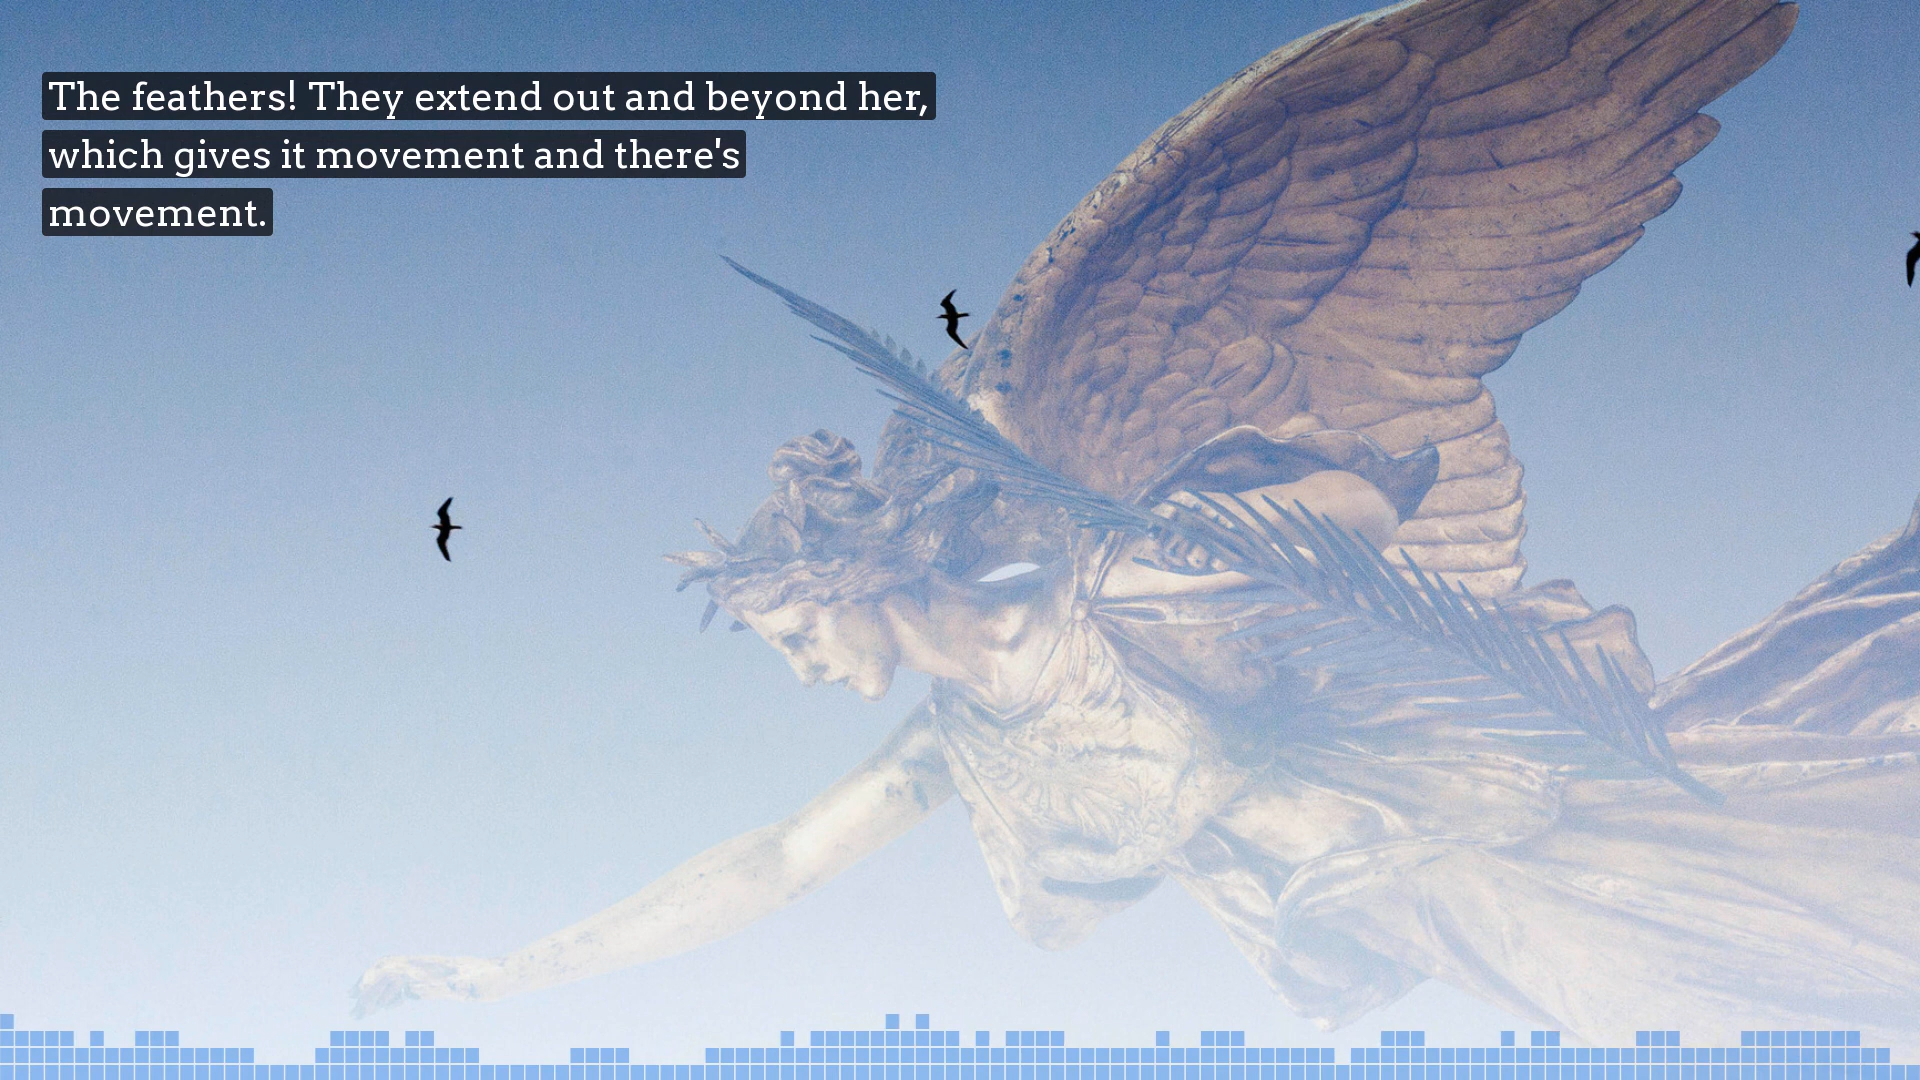 The feathers! They extend out and beyond her,
which gives it movement and there's
movement.